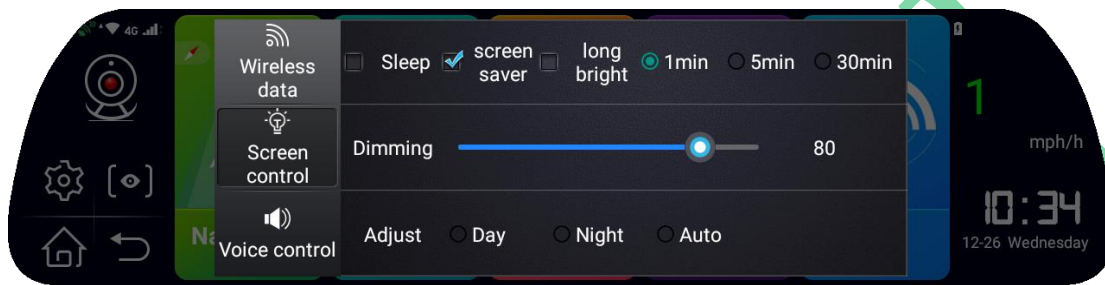 4G
Wireless
data
Sleep
screen
saver
long
bright
1min
5min
30min
1
mph/h
Screen
control
Dimming
80
10:34
12-26 Wednesday
Na
Voice control
Adjust
Day
Night
Auto